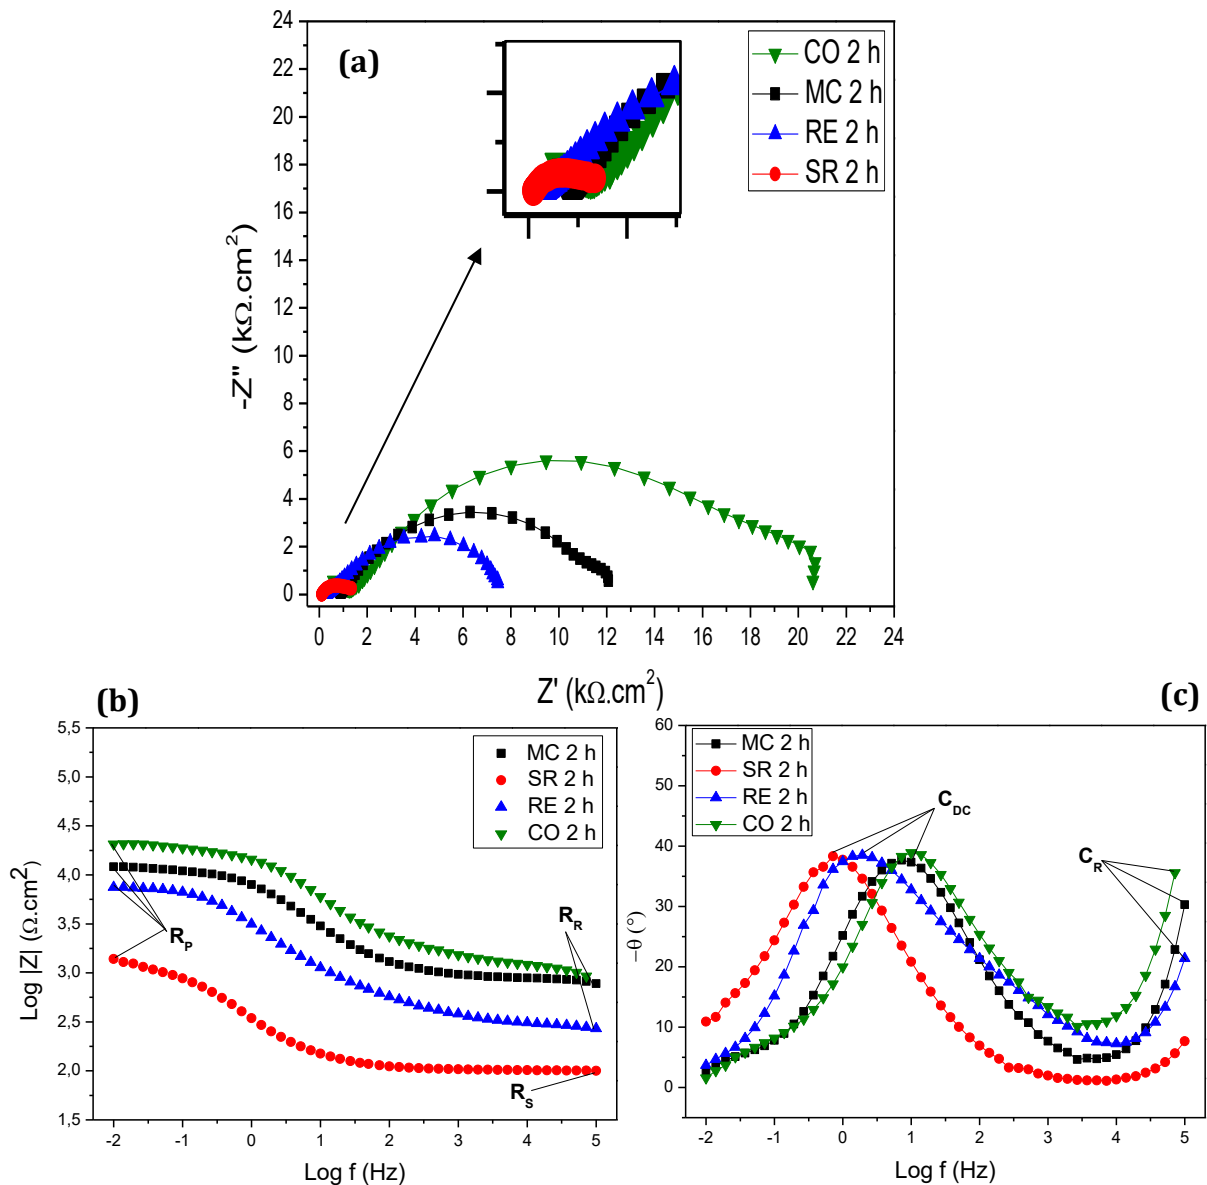 (a)
24
22
20
18
16
14
12
10
8
6
4
2
0
-Z" (kΩ.cm²)
CO 2 h
MC 2 h
RE 2 h
SR 2 h
0 2 4 6 8 10 12 14 16 18 20 22 24
Z' (kΩ.cm²)
(b)
5,5
5,0
4,5
4,0
3,5
3,0
2,5
2,0
1,5
Log |Z| (Ω.cm²)
MC 2 h
SR 2 h
RE 2 h
CO 2 h
R_P
R_R
R_S
-2 -1 0 1 2 3 4 5
Log f (Hz)
(c)
60
50
40
30
20
10
0
−θ (°)
MC 2 h
SR 2 h
RE 2 h
CO 2 h
C_DC
C_R
-2 -1 0 1 2 3 4 5
Log f (Hz)